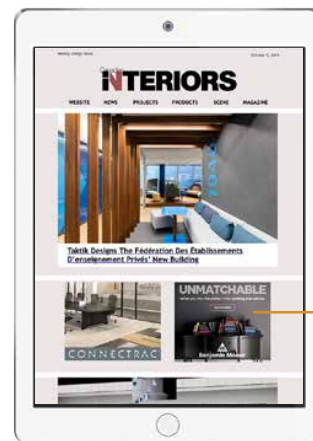 Canadian
INTERIORS
WEBSITE NEWS PROJECTS PRODUCTS SCENE MAGAZINE
Taktik Designs The Fédération Des Établissements
D'enseignement Privés' New Building
CONNECTRAC
UNMATCHABLE
Benjamin Moore